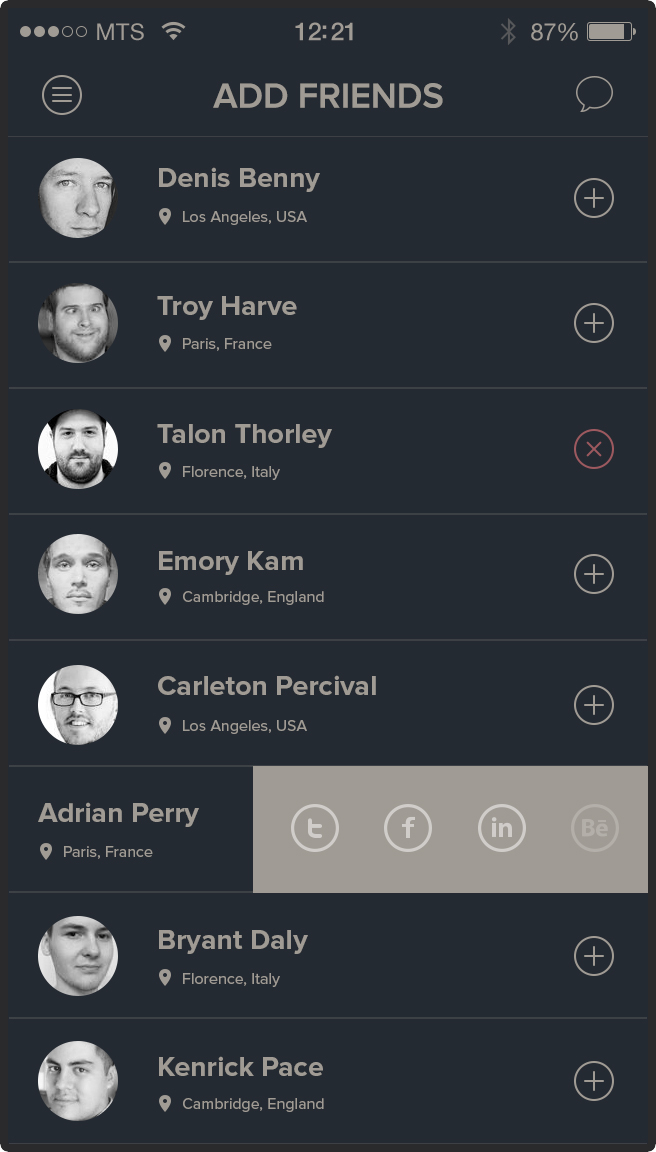 MTS 12:21 87%
ADD FRIENDS
Denis Benny
Los Angeles, USA
Troy Harve
Paris, France
Talon Thorley
Florence, Italy
Emory Kam
Cambridge, England
Carleton Percival
Los Angeles, USA
Adrian Perry
Paris, France
t f in Bē
Bryant Daly
Florence, Italy
Kenrick Pace
Cambridge, England